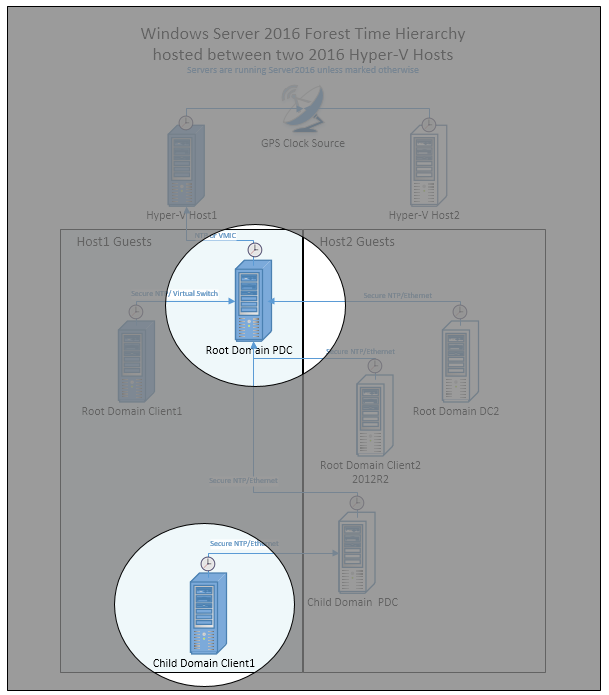 Windows Server 2016 Forest Time Hierarchy
hosted between two 2016 Hyper-V Hosts
Servers are running Server2016 unless marked otherwise
GPS Clock Source
Hyper-V Host1
Hyper-V Host2
Host1 Guests
VMIC
Host2 Guests
Secure NTP/ Virtual Switch
Secure NTP/Ethernet
Root Domain PDC
Secure NTP/Ethernet
Root Domain Client1
Root Domain DC2
Root Domain Client2
2012R2
Secure NTP/Ethernet
Secure NTP/Ethernet
Child Domain PDC
Child Domain Client1